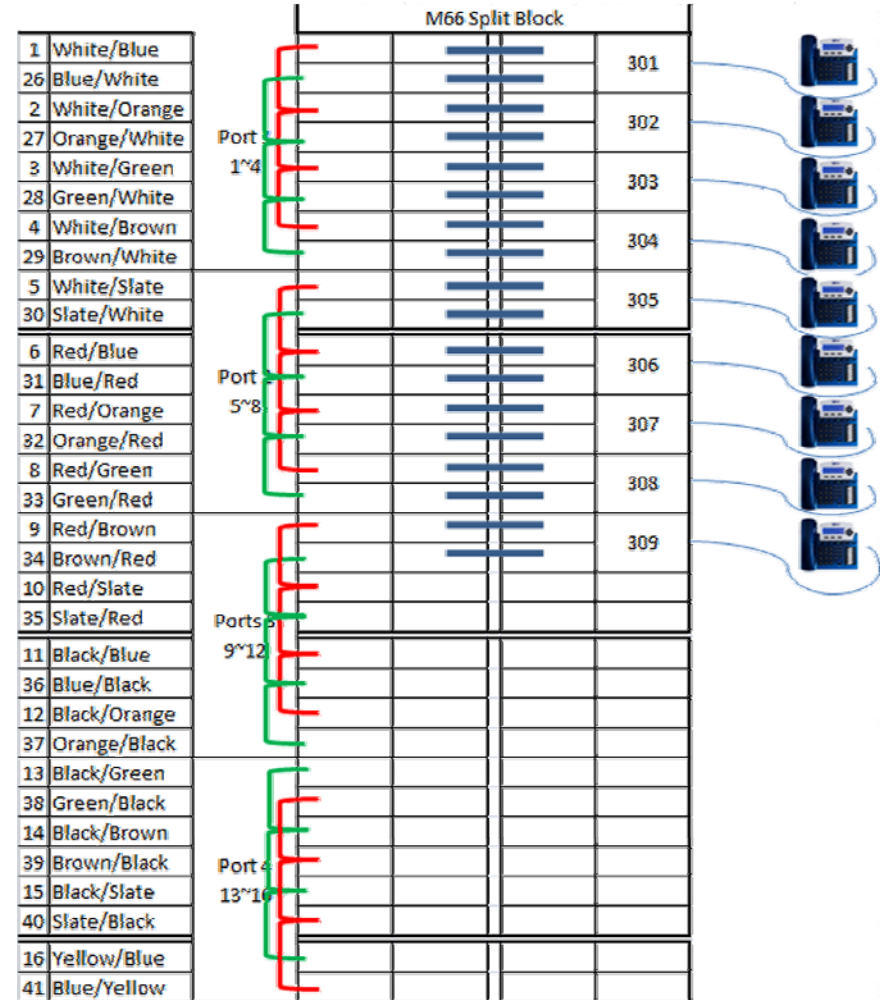 M66 Split Block
1 White/Blue
26 Blue/White
301
2 White/Orange
27 Orange/White
302
Port
1~4
3 White/Green
28 Green/White
303
4 White/Brown
29 Brown/White
304
5 White/Slate
30 Slate/White
305
6 Red/Blue
31 Blue/Red
306
Port 2
5~8
7 Red/Orange
32 Orange/Red
307
8 Red/Green
33 Green/Red
308
9 Red/Brown
34 Brown/Red
309
10 Red/Slate
35 Slate/Red
Ports 3
9~12
11 Black/Blue
36 Blue/Black
12 Black/Orange
37 Orange/Black
13 Black/Green
38 Green/Black
14 Black/Brown
39 Brown/Black
Port 4
13~16
15 Black/Slate
40 Slate/Black
16 Yellow/Blue
41 Blue/Yellow